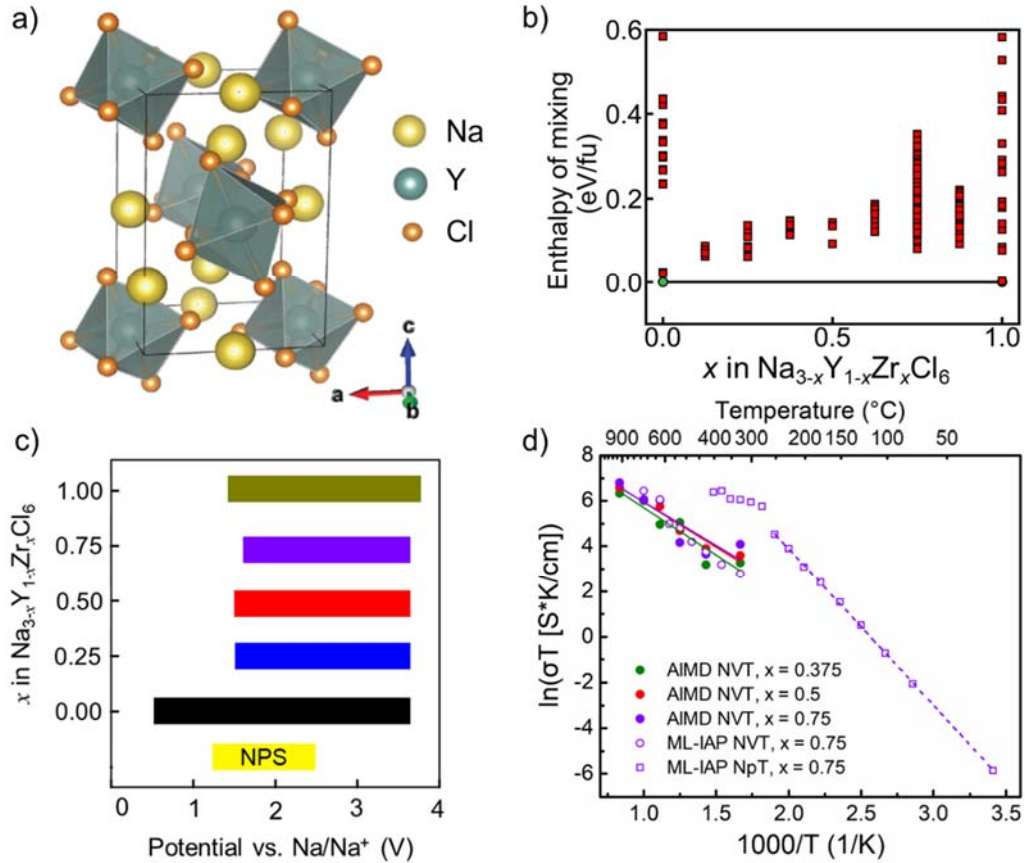 a)
Na
Y
Cl
c
a
b
b)
Enthalpy of mixing
(eV/fu)
0.6
0.4
0.2
0.0
0.0 0.5 1.0
x in Na3-xY1-xZrxCl6
c)
x in Na3-xY1-xZrxCl6
1.00
0.75
0.50
0.25
0.00
NPS
0 1 2 3 4
Potential vs. Na/Na+ (V)
d)
Temperature (°C)
900 600 400 300 200 150 100 50
ln(σT [S*K/cm]
8
6
4
2
0
-2
-4
-6
AIMD NVT, x = 0.375
AIMD NVT, x = 0.5
AIMD NVT, x = 0.75
ML-IAP NVT, x = 0.75
ML-IAP NpT, x = 0.75
1.0 1.5 2.0 2.5 3.0 3.5
1000/T (1/K)